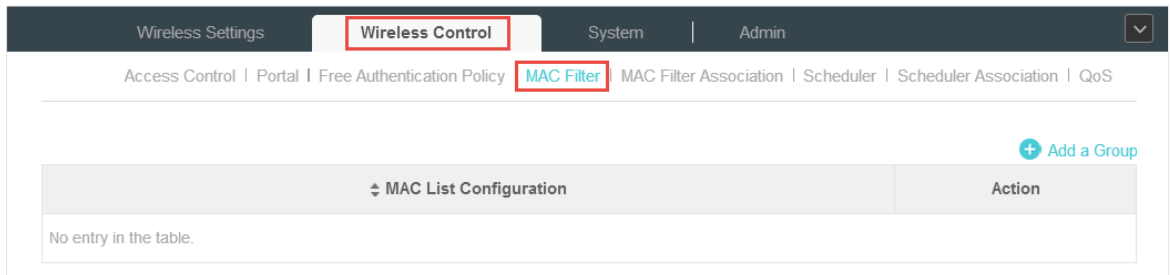 Wireless Settings Wireless Control System | Admin
Access Control | Portal | Free Authentication Policy | MAC Filter | MAC Filter Association | Scheduler | Scheduler Association | QoS
Add a Group
MAC List Configuration Action
No entry in the table.